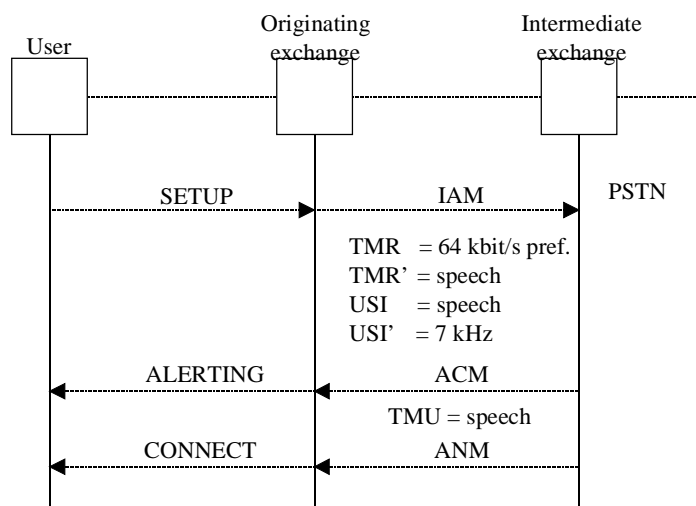 User
Originating
exchange
Intermediate
exchange
SETUP
IAM
PSTN
TMR = 64 kbit/s pref.
TMR’ = speech
USI = speech
USI’ = 7 kHz
ALERTING
ACM
TMU = speech
CONNECT
ANM